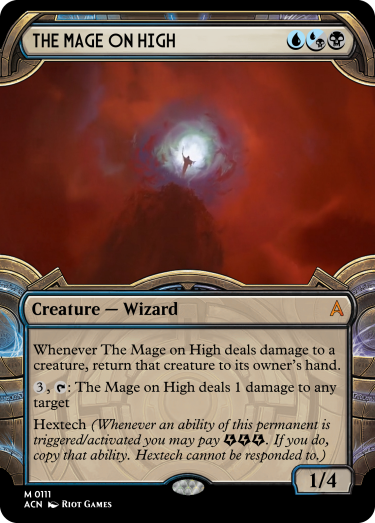 THE MAGE ON HIGH
Creature — Wizard
A
Whenever The Mage on High deals damage to a
creature, return that creature to its owner's hand.
3, : The Mage on High deals 1 damage to any
target
Hextech (Whenever an ability of this permanent is
triggered/activated you may pay . If you do,
copy that ability. Hextech cannot be responded to.)
1/4
M 0111
ACN Riot Games